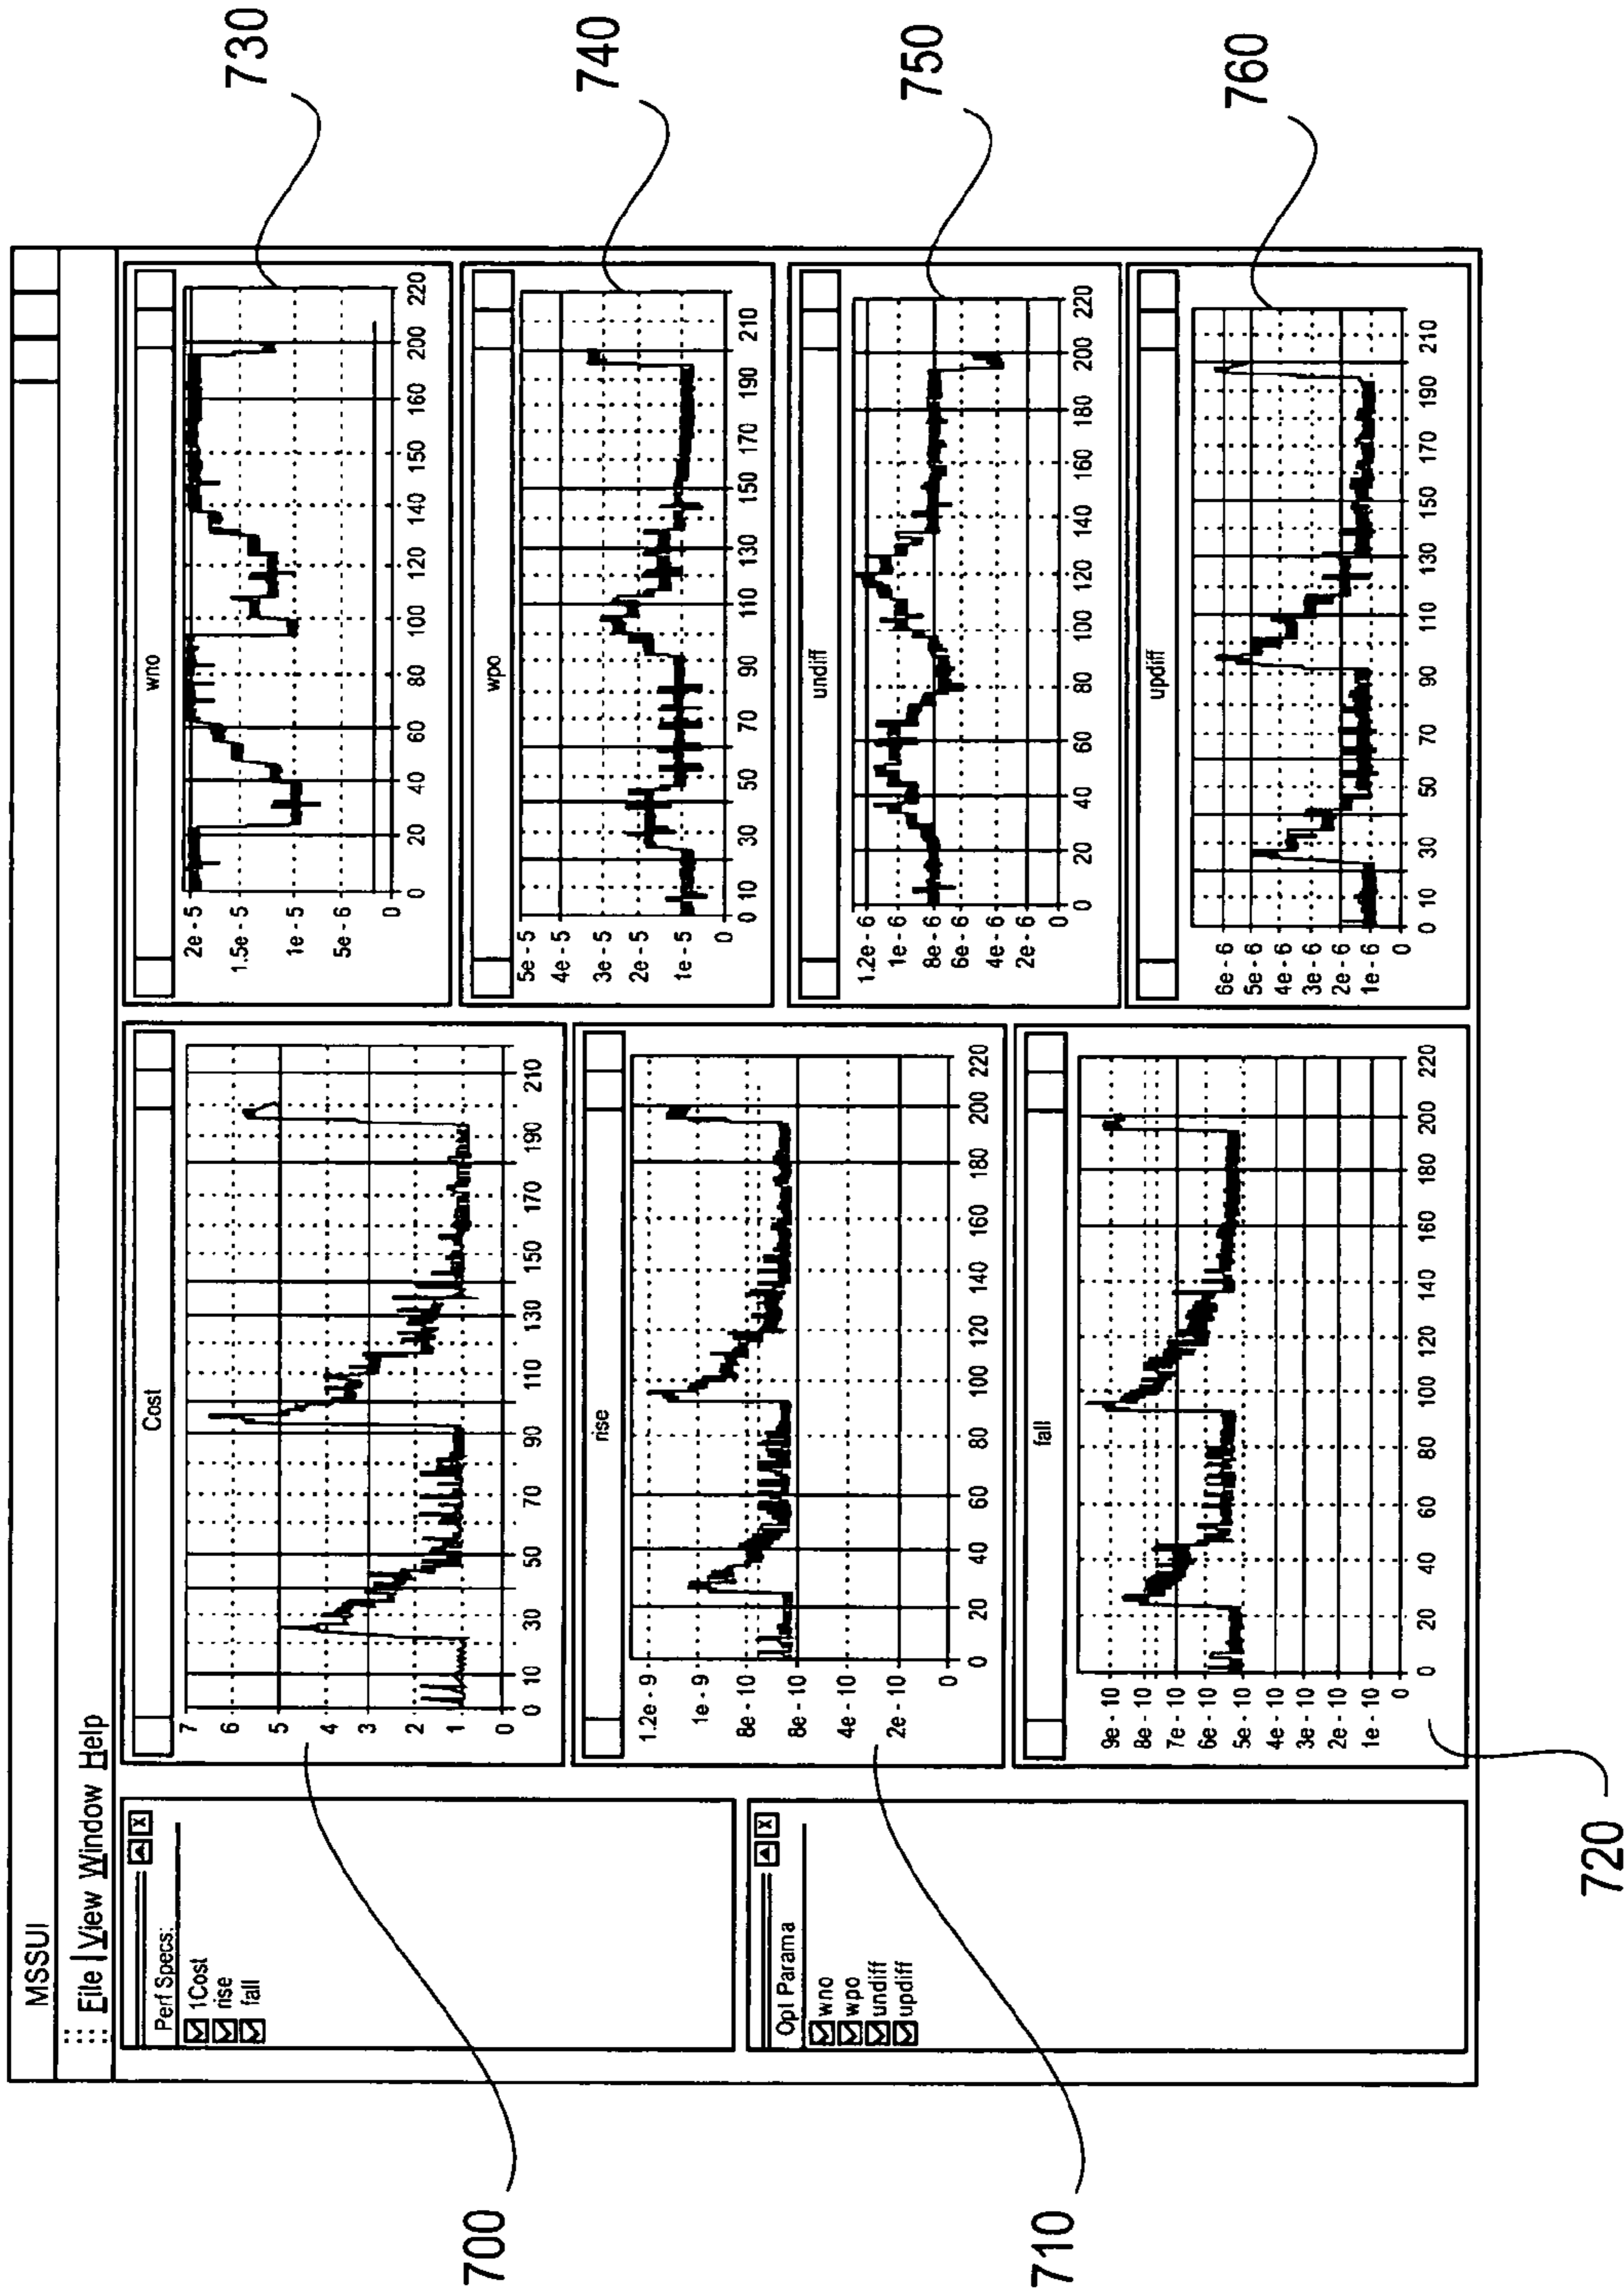 MSSUI
File View Window Help
Perf Specs:
1Cost
rise
fall
Opl Parama
wno
wpo
undiff
updiff
Cost
7
6
5
4
3
2
1
0
0 10 30 50 70 90 110 130 150 170 190 210
700
rise
1.2e - 9
1e - 9
8e - 10
8e - 10
4e - 10
2e - 10
0
0 20 40 60 80 100 120 140 160 180 200 220
710
fall
9e - 10
8e - 10
7e - 10
6e - 10
5e - 10
4e - 10
3e - 10
2e - 10
1e - 10
0
0 20 40 60 80 100 120 140 160 180 200 220
720
wno
2e - 5
1.5e - 5
1e - 5
5e - 6
0
0 20 40 60 80 100 120 140 150 160 200 220
730
wpo
5e - 5
4e - 5
3e - 5
2e - 5
1e - 5
0
0 10 30 50 70 90 110 130 150 170 190 210
740
undiff
1.2e - 6
1e - 6
8e - 6
6e - 6
4e - 6
2e - 6
0
0 20 40 60 80 100 120 140 160 180 200 220
750
updiff
6e - 6
5e - 6
4e - 6
3e - 6
2e - 6
1e - 6
0
0 10 30 50 70 90 110 130 150 170 190 210
760